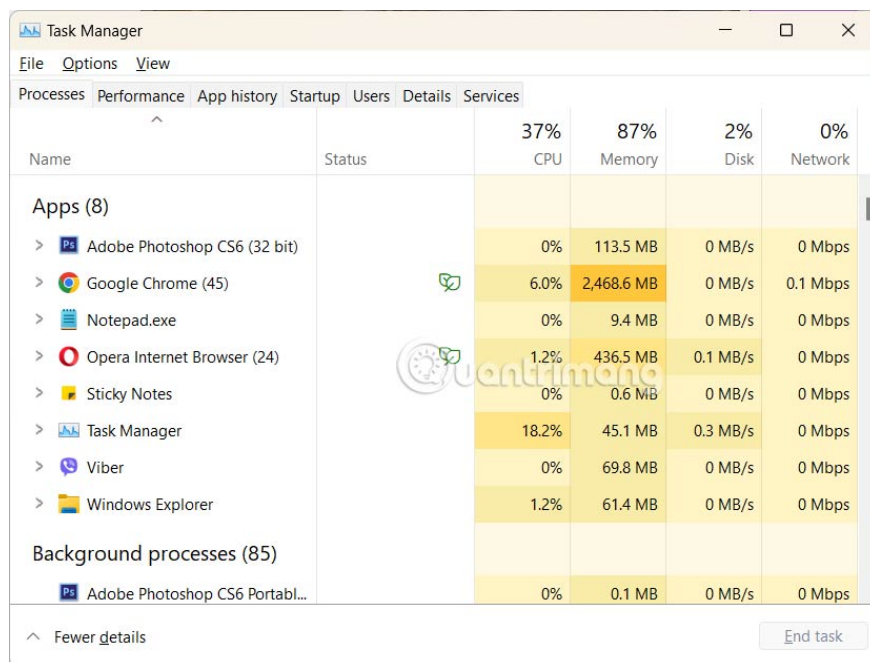 Task Manager
File Options View
Processes Performance App history Startup Users Details Services
37% 87% 2% 0%
Name Status CPU Memory Disk Network
Apps (8)
Ps Adobe Photoshop CS6 (32 bit) 0% 113.5 MB 0 MB/s 0 Mbps
Google Chrome (45) 6.0% 2,468.6 MB 0 MB/s 0.1 Mbps
Notepad.exe 0% 9.4 MB 0 MB/s 0 Mbps
Opera Internet Browser (24) 1.2% 436.5 MB 0.1 MB/s 0 Mbps
Quantrimang
Sticky Notes 0% 0.6 MB 0 MB/s 0 Mbps
Task Manager 18.2% 45.1 MB 0.3 MB/s 0 Mbps
Viber 0% 69.8 MB 0 MB/s 0 Mbps
Windows Explorer 1.2% 61.4 MB 0 MB/s 0 Mbps
Background processes (85)
Ps Adobe Photoshop CS6 Portabl... 0% 0.1 MB 0 MB/s 0 Mbps
Fewer details End task